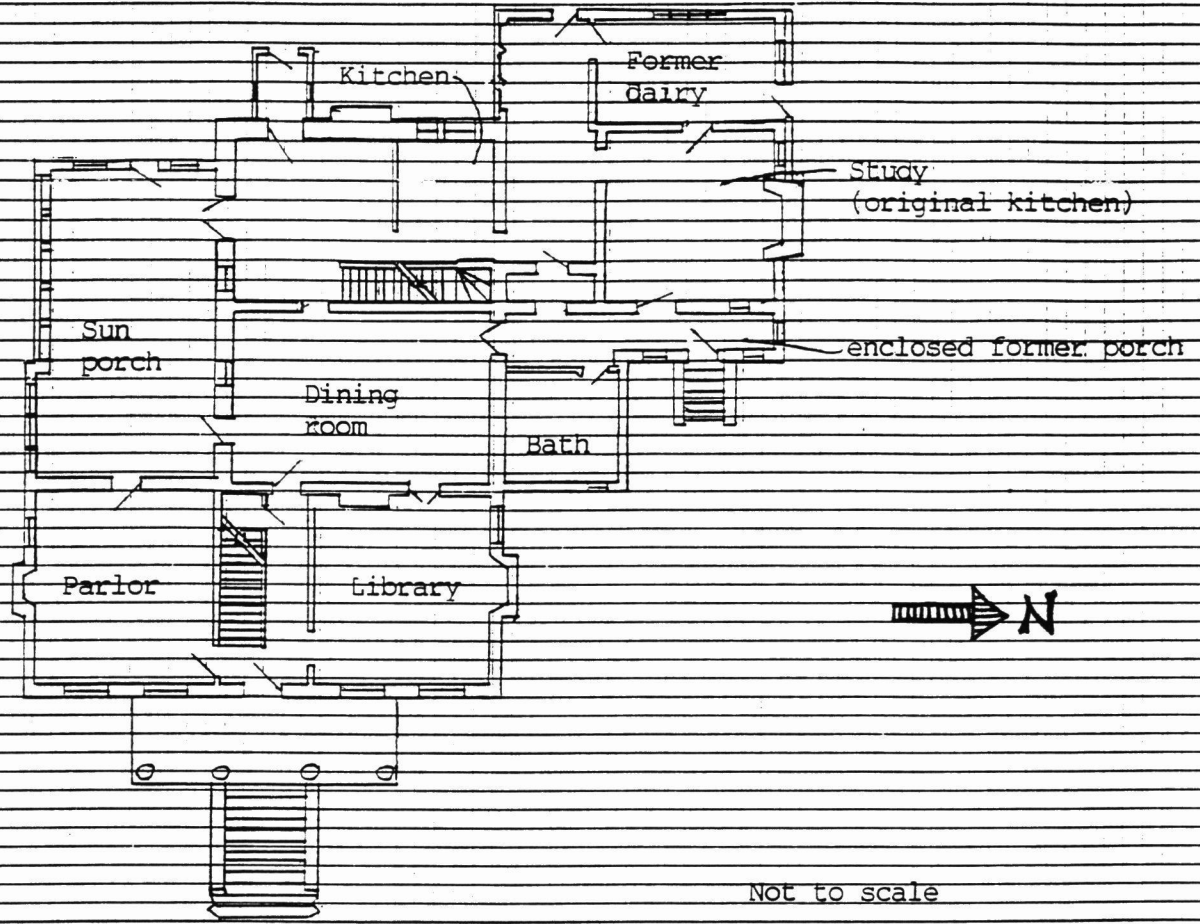 Kitchen
Former
dairy
Study
(original kitchen)
Sun
porch
enclosed former porch
Dining
room
Bath
Parlor
Library
N
Not to scale